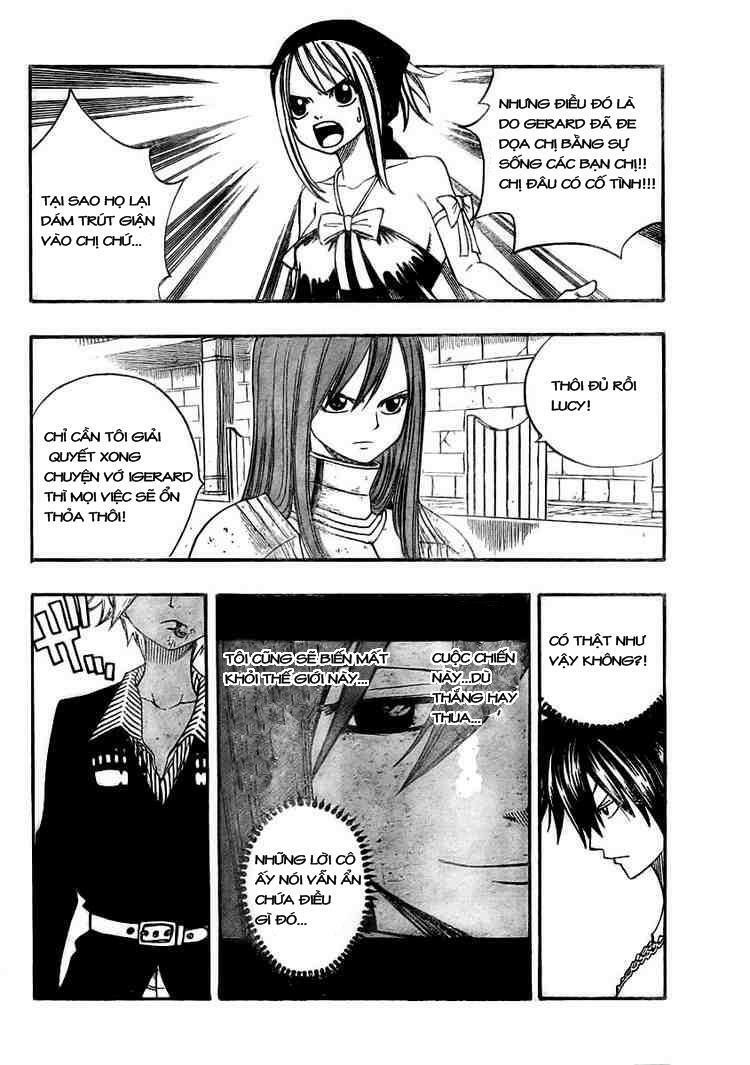 NHƯNG ĐIỀU ĐÓ LÀ
DO GERARD ĐÃ ĐE
DỌA CHỊ BẰNG SỰ
SỐNG CÁC BẠN CHỊ!!
CHỊ ĐÂU CÓ CỐ TÌNH!!!
TẠI SAO HỌ LẠI
DÁM TRÚT GIẬN
VÀO CHỊ CHỨ...
THÔI ĐỦ RỒI
LUCY!
CHỈ CẦN TÔI GIẢI
QUYẾT XONG
CHUYỆN VỚ IGERARD
THÌ MỌI VIỆC SẼ ỔN
THỎA THÔI!
CÓ THẬT NHƯ
VẬY KHÔNG?!
CUỘC CHIẾN
NÀY...DÙ
THẮNG HAY
THUA...
TÔI CŨNG SẼ BIẾN MẤT
KHỎI THẾ GIỚI NÀY...
NHỮNG LỜI CÔ
ẤY NÓI VẪN ẨN
CHỨA ĐIỀU
GÌ ĐÓ...